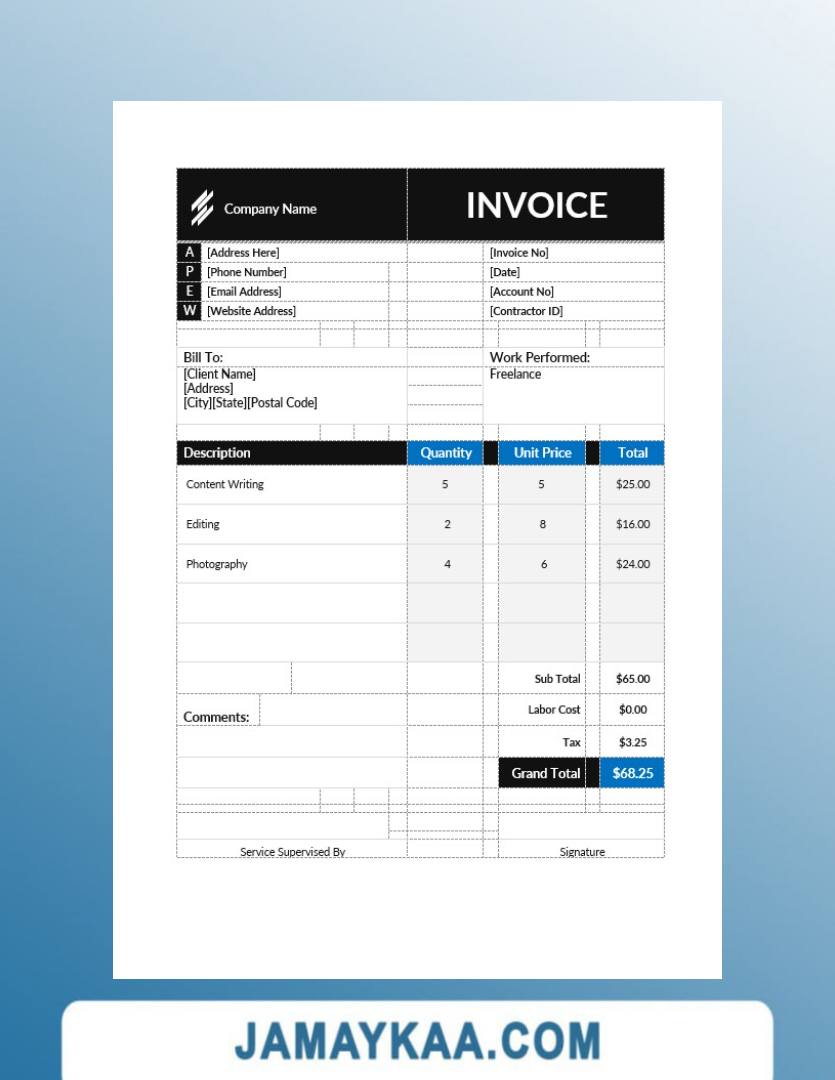 Company Name
INVOICE
A [Address Here] [Invoice No]
P [Phone Number] [Date]
E [Email Address] [Account No]
W [Website Address] [Contractor ID]
Bill To: Work Performed:
[Client Name] Freelance
[Address]
[City][State][Postal Code]
Description Quantity Unit Price Total
Content Writing 5 5 $25.00
Editing 2 8 $16.00
Photography 4 6 $24.00
Sub Total $65.00
Labor Cost $0.00
Comments:
Tax $3.25
Grand Total $68.25
Service Supervised By Signature
JAMAYKAA.COM